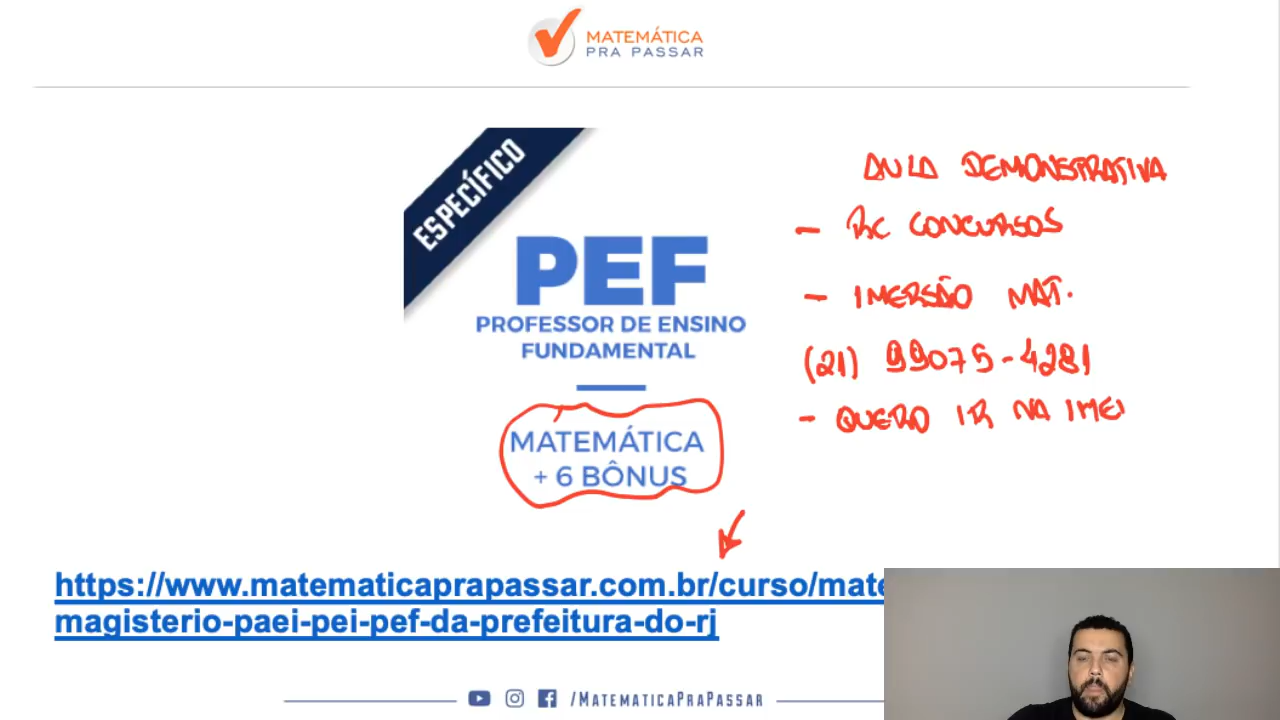 MATEMÁTICA
PRA PASSAR
ESPECÍFICO
PEF
PROFESSOR DE ENSINO
FUNDAMENTAL
MATEMÁTICA
+ 6 BÔNUS
AULA DEMONSTRATIVA
- RC CONCURSOS
- IMERSÃO MAT.
(21) 99075-4281
- QUERO IR NA IMEI
https://www.matematicaprapassar.com.br/curso/mate
magisterio-paei-pei-pef-da-prefeitura-do-rj
/MATEMATICAPRAPASSAR